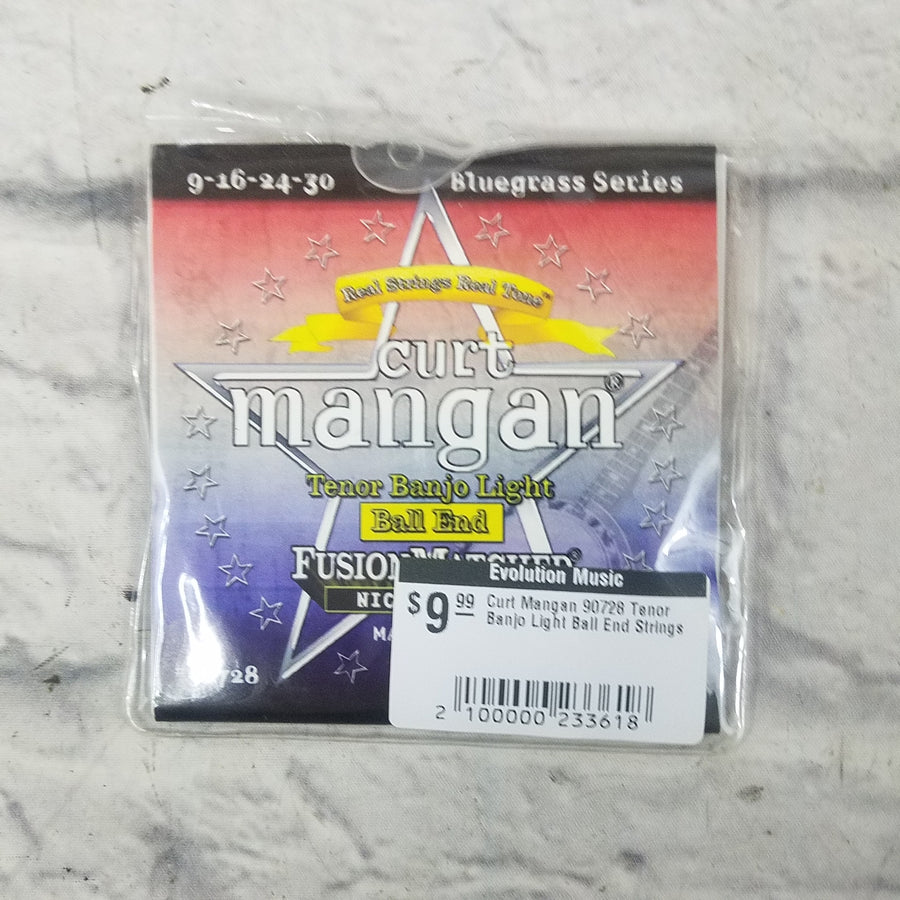 9-16-24-30
Bluegrass Series
Real Strings Real Tone™
curt
mangan®
Tenor Banjo Light
Ball End
Evolution Music
$9 99
Curt Mangan 90728 Tenor
Banjo Light Ball End Strings
2 100000 233618